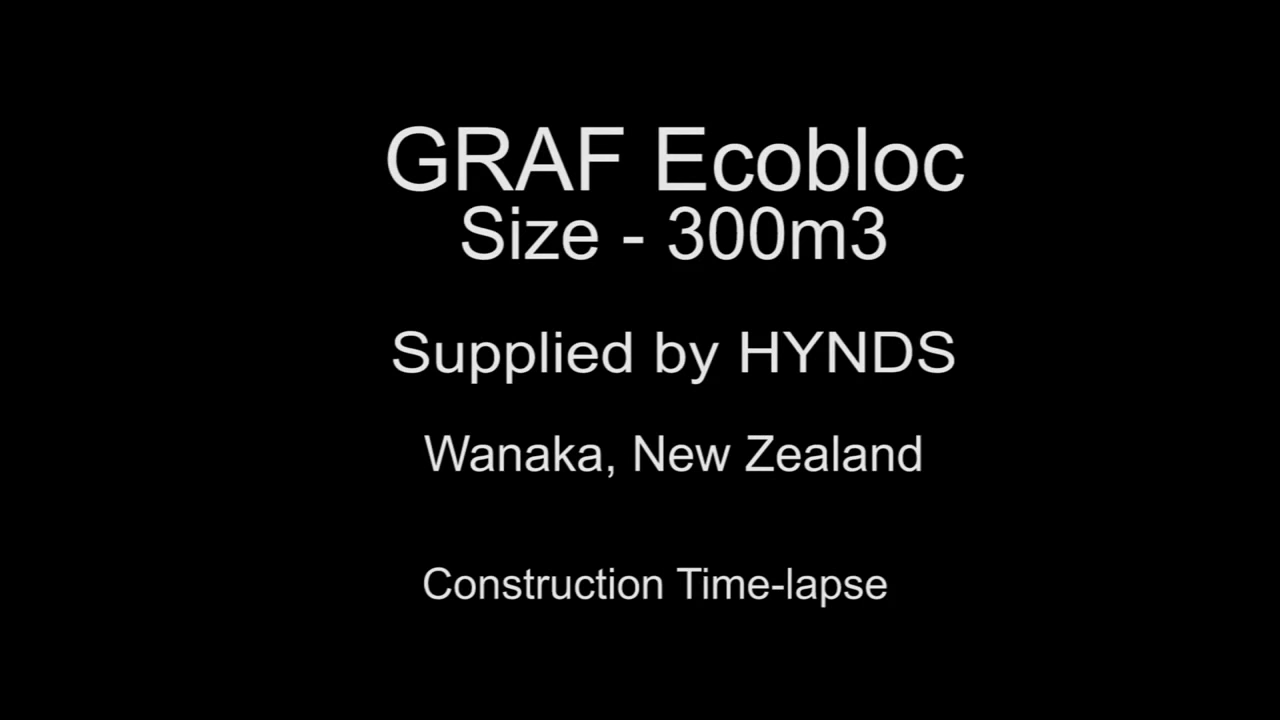 GRAF Ecobloc
Size - 300m3
Supplied by HYNDS
Wanaka, New Zealand
Construction Time-lapse